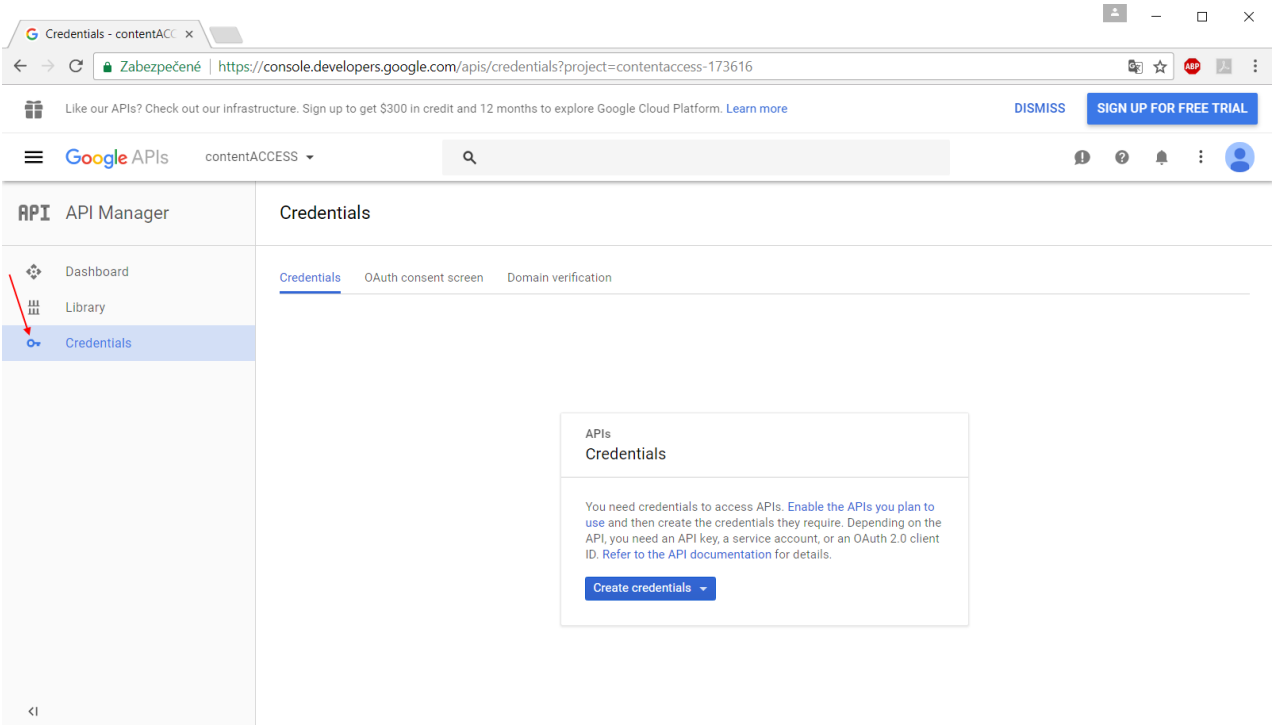 Credentials - contentACC
Zabezpečené | https://console.developers.google.com/apis/credentials?project=contentaccess-173616
ABP
Like our APIs? Check out our infrastructure. Sign up to get $300 in credit and 12 months to explore Google Cloud Platform. Learn more
DISMISS
SIGN UP FOR FREE TRIAL
Google APIs
contentACCESS
API API Manager
Credentials
Dashboard
Library
Credentials
Credentials
OAuth consent screen
Domain verification
APIs
Credentials
You need credentials to access APIs. Enable the APIs you plan to
use and then create the credentials they require. Depending on the
API, you need an API key, a service account, or an OAuth 2.0 client
ID. Refer to the API documentation for details.
Create credentials